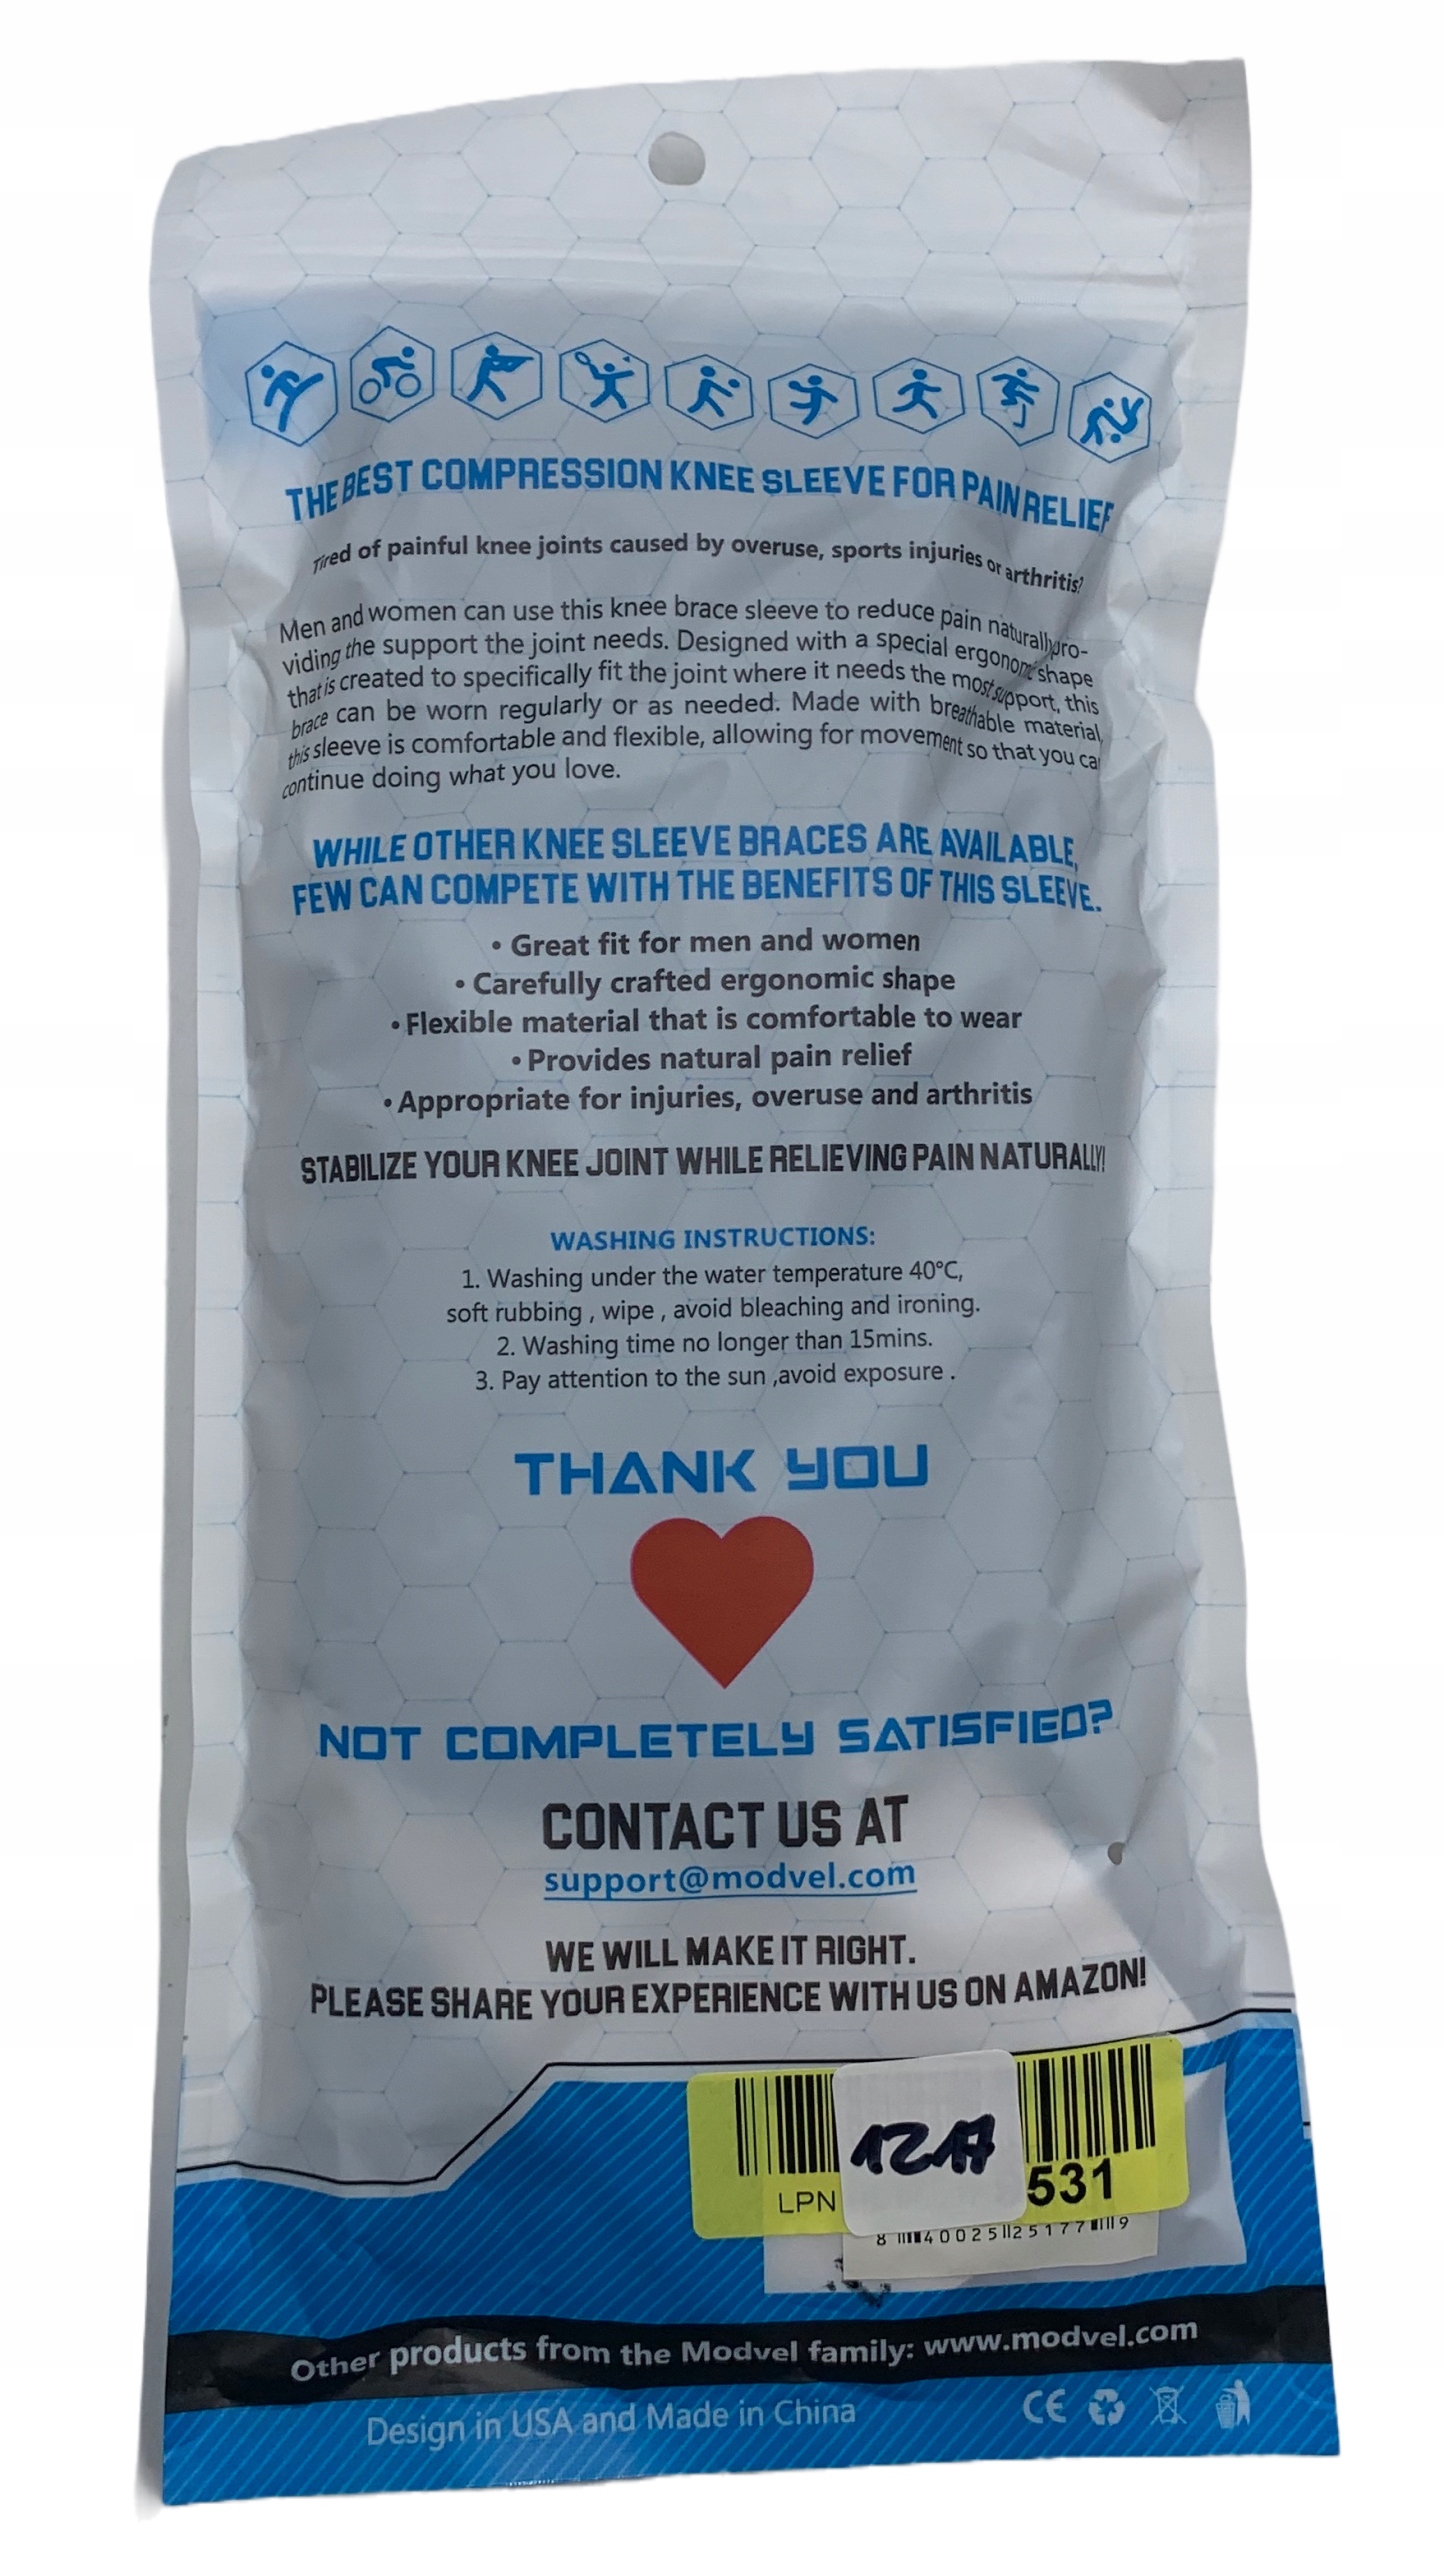 THE BEST COMPRESSION KNEE SLEEVE FOR PAIN RELIEF
Tired of painful knee joints caused by overuse, sports injuries or arthritis?
Men and women can use this knee brace sleeve to reduce pain naturally pro-
viding the support the joint needs. Designed with a special ergonom shape
that is created to specifically fit the joint where it needs the most support, this
brace can be worn regularly or as needed. Made with breathable material,
this sleeve is comfortable and flexible, allowing for movement so that you ca
continue doing what you love.
WHILE OTHER KNEE SLEEVE BRACES ARE AVAILABLE,
FEW CAN COMPETE WITH THE BENEFITS OF THIS SLEEVE.
• Great fit for men and women
• Carefully crafted ergonomic shape
• Flexible material that is comfortable to wear
• Provides natural pain relief
• Appropriate for injuries, overuse and arthritis
STABILIZE YOUR KNEE JOINT WHILE RELIEVING PAIN NATURALLY!
WASHING INSTRUCTIONS:
1. Washing under the water temperature 40°C,
soft rubbing , wipe , avoid bleaching and ironing.
2. Washing time no longer than 15mins.
3. Pay attention to the sun ,avoid exposure .
THANK YOU
NOT COMPLETELY SATISFIED?
CONTACT US AT
support@modvel.com
WE WILL MAKE IT RIGHT.
PLEASE SHARE YOUR EXPERIENCE WITH US ON AMAZON!
1217
LPN 531
8 40025 25177 9
Other products from the Modvel family: www.modvel.com
Design in USA and Made in China
CE